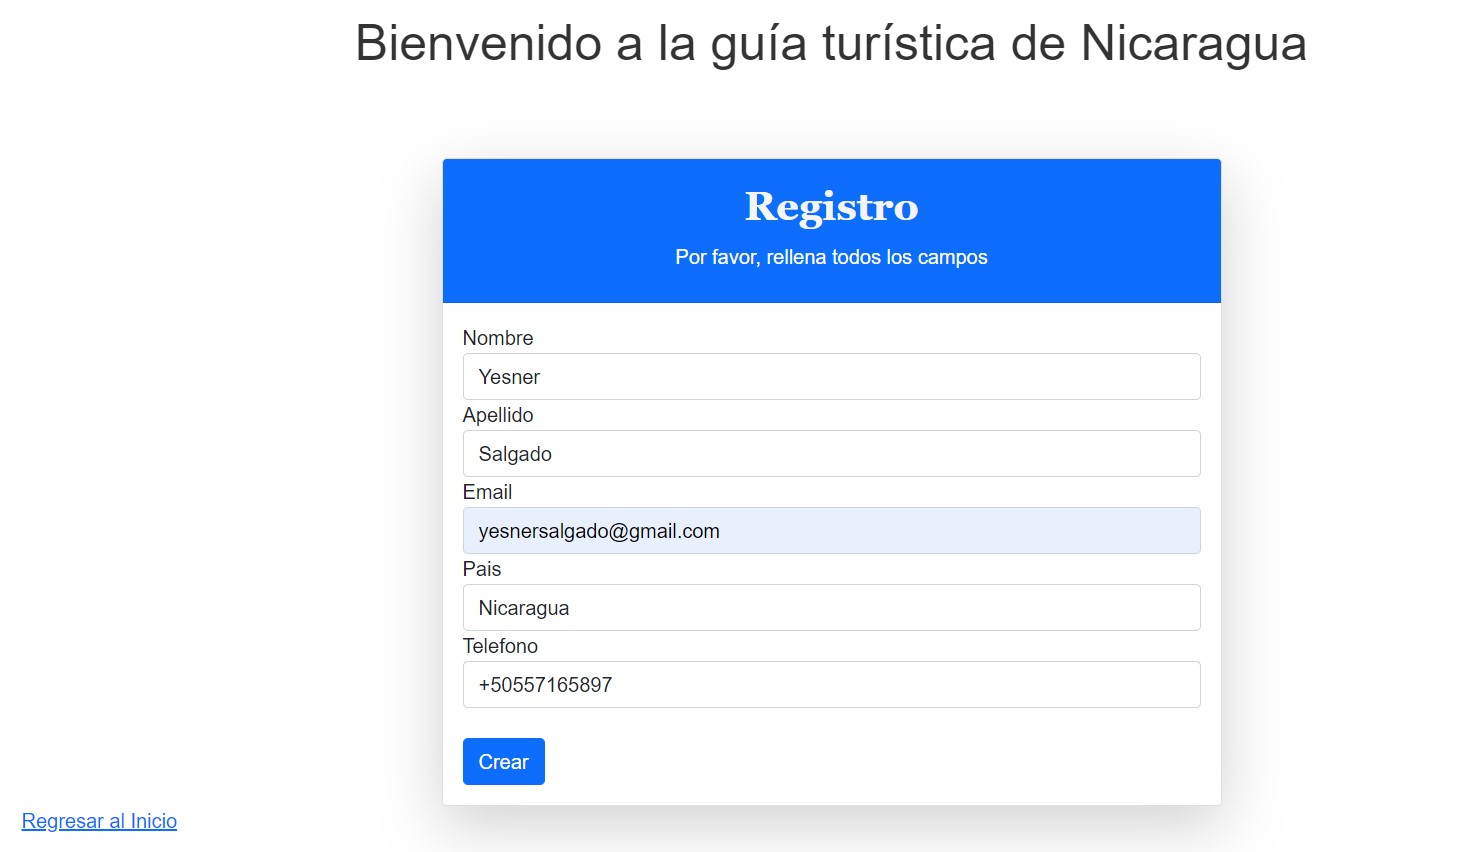 Bienvenido a la guía turística de Nicaragua
Registro
Por favor, rellena todos los campos
Nombre
Yesner
Apellido
Salgado
Email
yesnersalgado@gmail.com
Pais
Nicaragua
Telefono
+50557165897
Crear
Regresar al Inicio